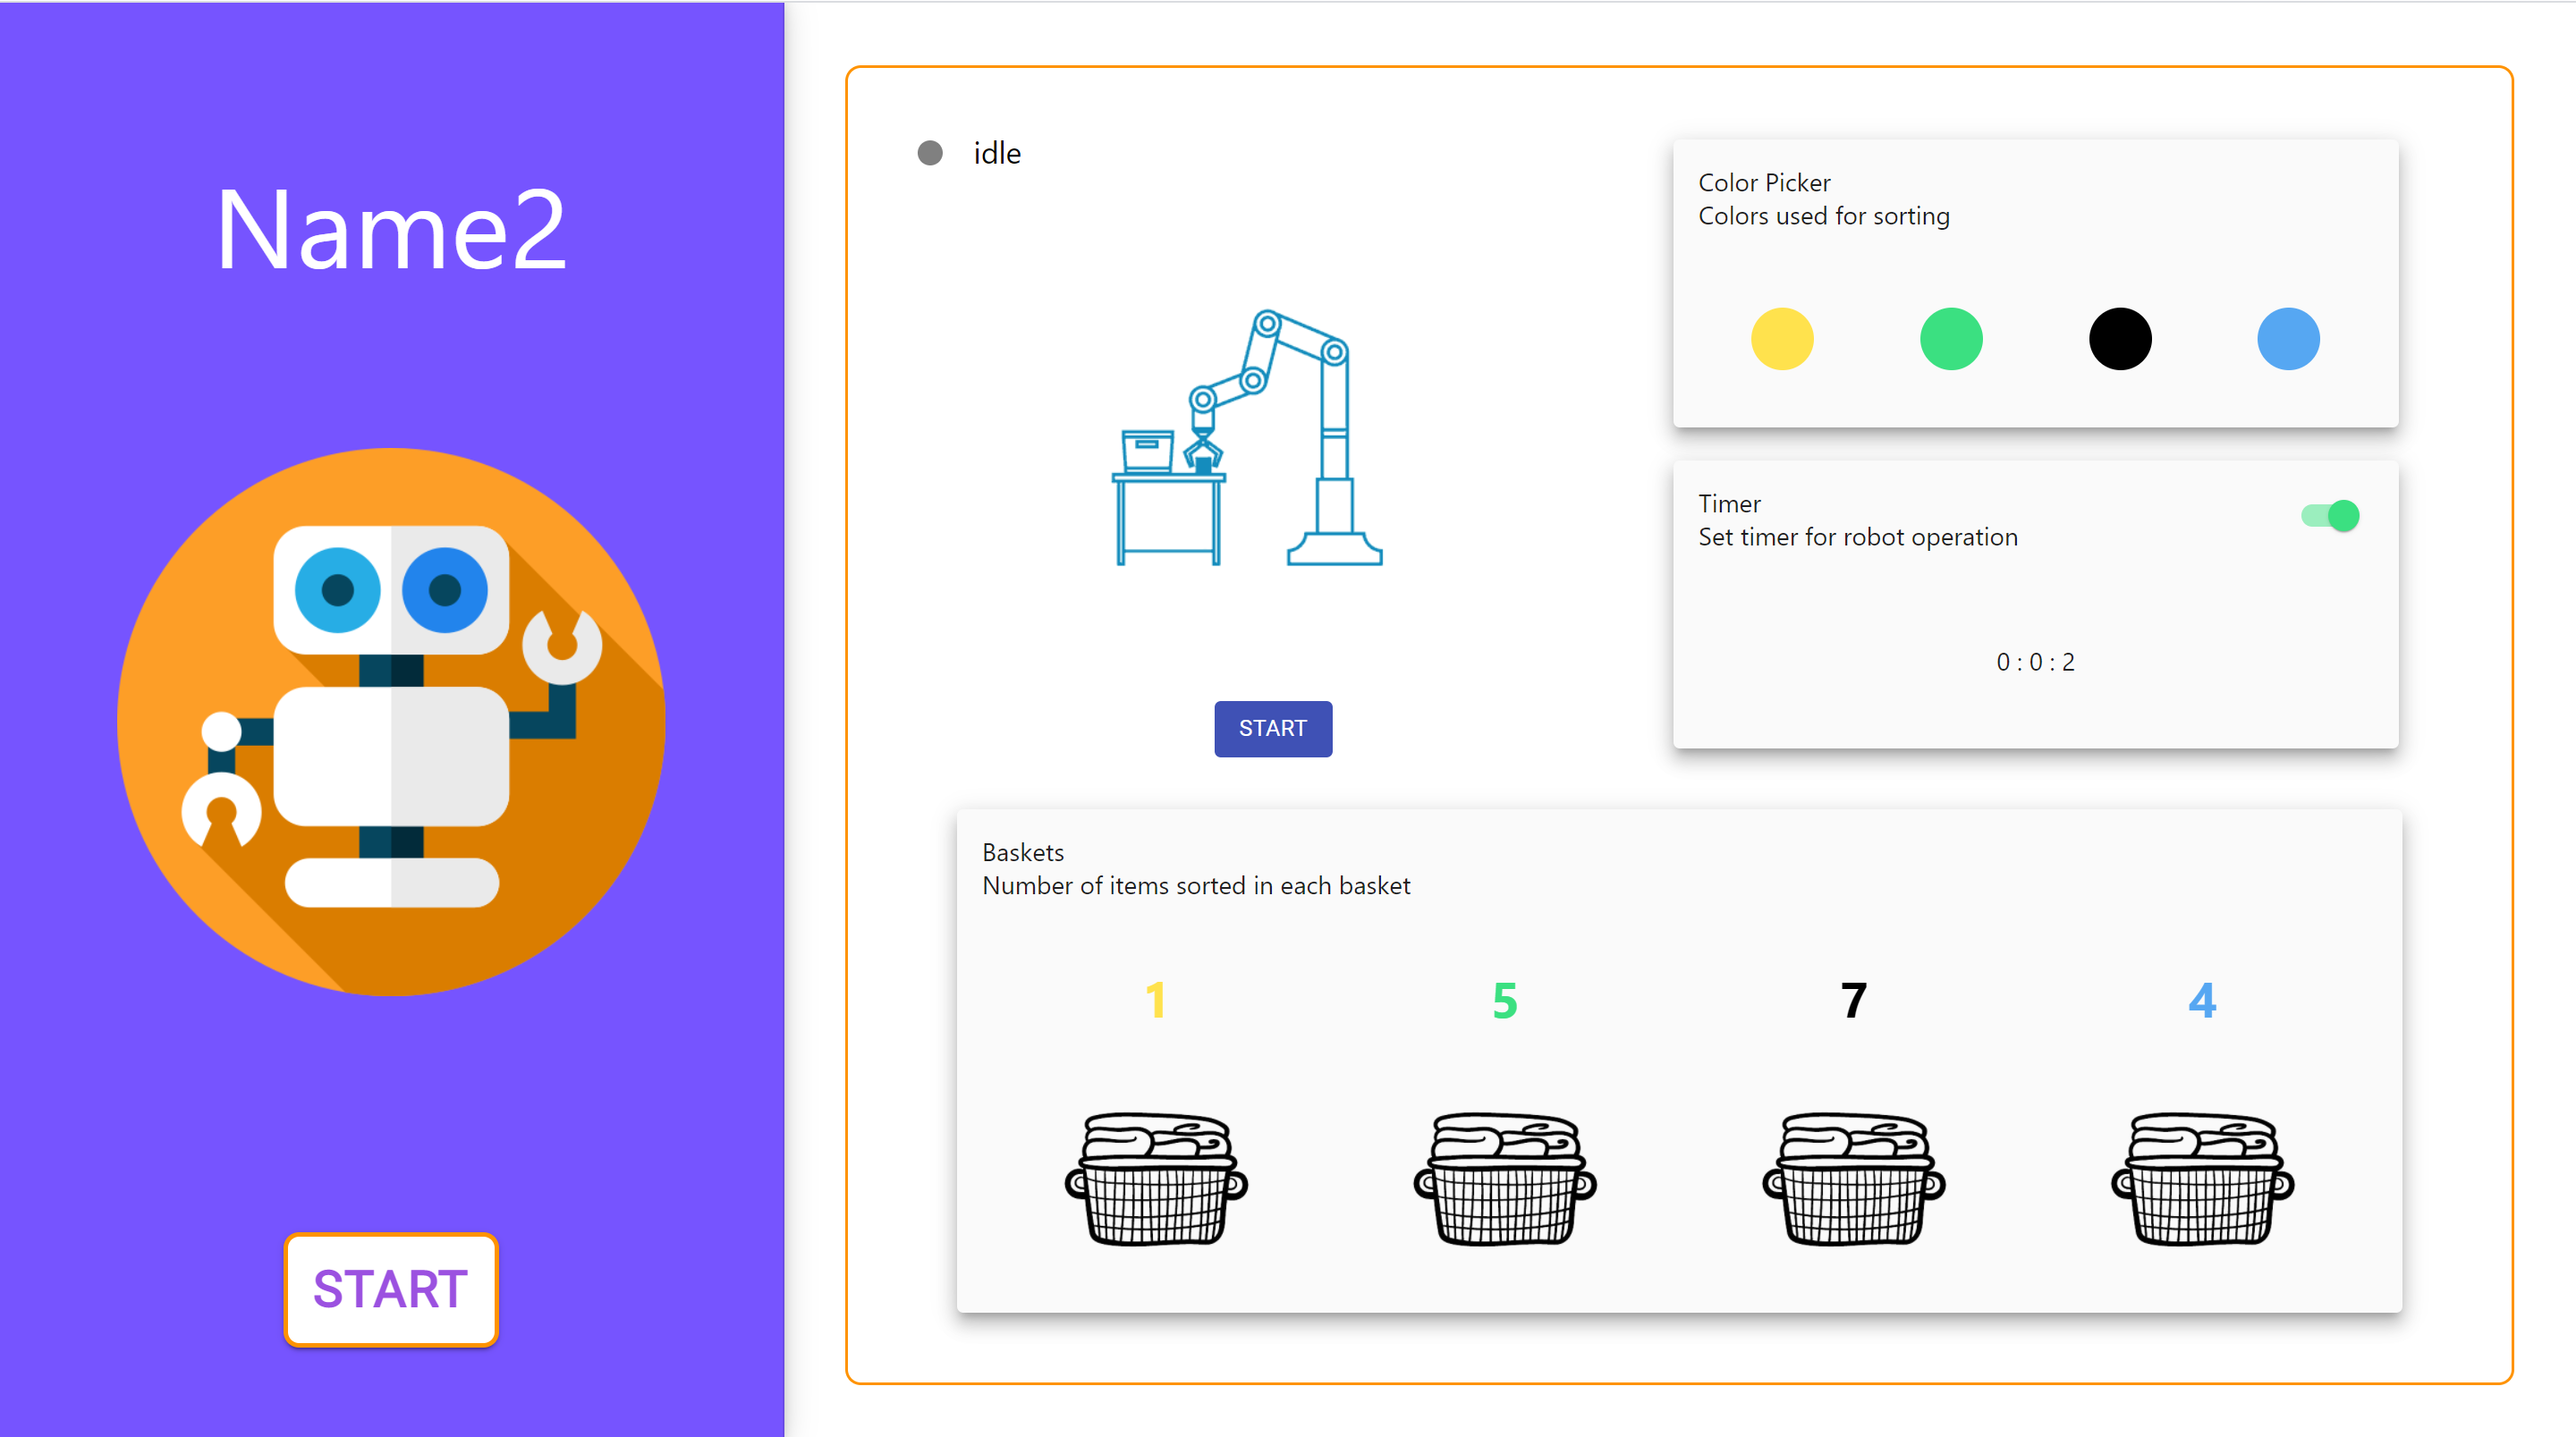 Name2
START
idle
START
Color Picker
Colors used for sorting
Timer
Set timer for robot operation
0 : 0 : 2
Baskets
Number of items sorted in each basket
1 5 7 4